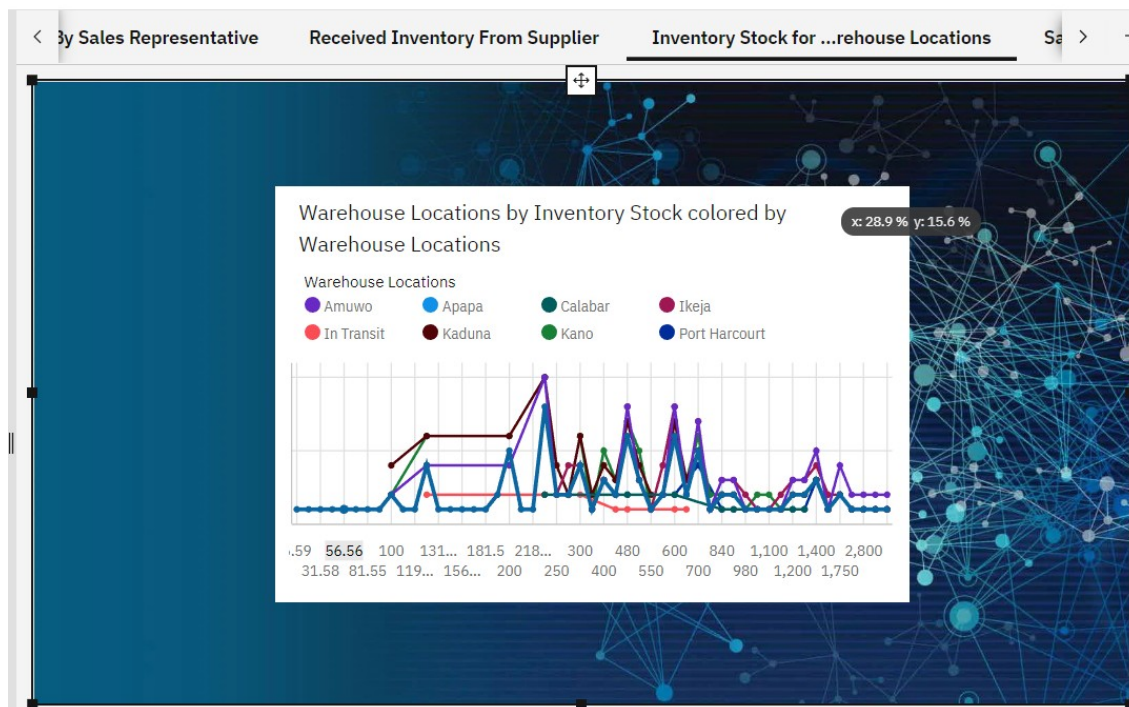 By Sales Representative
Received Inventory From Supplier
Inventory Stock for ...rehouse Locations
Sa
Warehouse Locations by Inventory Stock colored by
Warehouse Locations
x: 28.9 % y: 15.6 %
Warehouse Locations
Amuwo Apapa Calabar Ikeja
In Transit Kaduna Kano Port Harcourt
.59 56.56 100 131... 181.5 218... 300 480 600 840 1,100 1,400 2,800
31.58 81.55 119... 156... 200 250 400 550 700 980 1,200 1,750